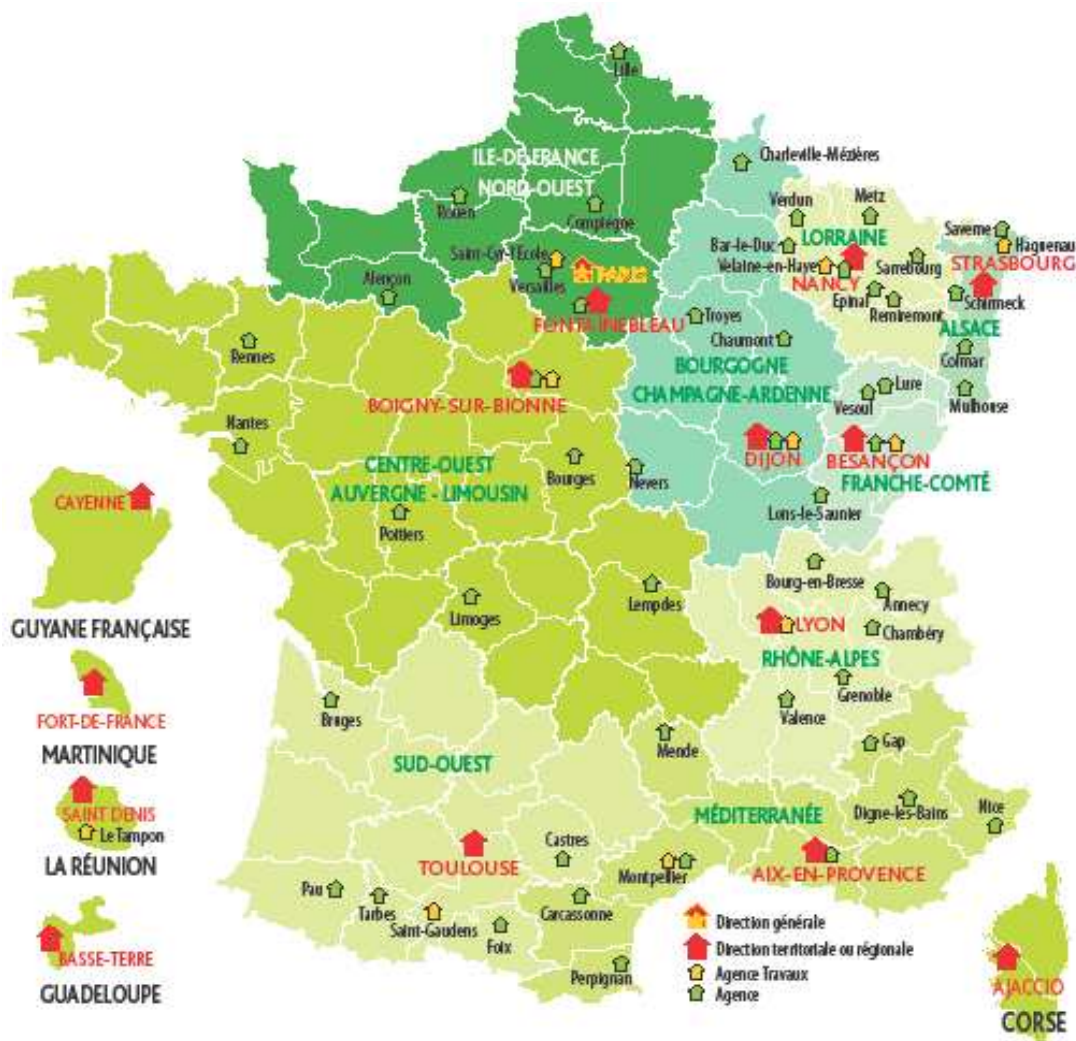 Lille
ILE-DE-FRANCE
NORD-OUEST
Charleville-Mézières
Rouen
Compiègne
Verdun
Metz
Saverne
Haguenau
Saint-Cyr-l'Ecole
Bar-le-Duc
LORRAINE
Velaine-en-Haye
Sarrebourg
STRASBOURG
PARIS
Versailles
NANCY
Alençon
Epinal
Schirmeck
Remiremont
FONTAINEBLEAU
Troyes
Chaumont
ALSACE
Colmar
Rennes
BOURGOGNE
CHAMPAGNE-ARDENNE
Lure
Vesoul
Mulhouse
BOIGNY-SUR-BIONNE
Nantes
DIJON
BESANÇON
CENTRE-OUEST
AUVERGNE - LIMOUSIN
Bourges
Nevers
FRANCHE-COMTÉ
CAYENNE
Poitiers
Lons-le-Saunier
Bourg-en-Bresse
Annecy
Limoges
Lempdes
LYON
Chambéry
GUYANE FRANÇAISE
RHÔNE-ALPES
Grenoble
Bruges
Valence
FORT-DE-FRANCE
MARTINIQUE
Mende
Gap
SUD-OUEST
SAINT DENIS
Le Tampon
LA RÉUNION
MÉDITERRANÉE
Digne-les-Bains
Nice
Castres
TOULOUSE
Montpellier
AIX-EN-PROVENCE
Pau
Tarbes
Saint-Gaudens
Carcassonne
Foix
Perpignan
BASSE-TERRE
GUADELOUPE
Direction générale
Direction territoriale ou régionale
Agence Travaux
Agence
AJACCIO
CORSE